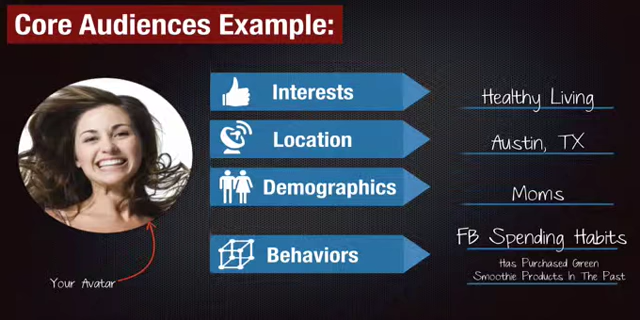 Core Audiences Example:
Interests
Healthy Living
Location
Austin, TX
Demographics
Moms
Behaviors
FB Spending Habits
Has Purchased Green
Smoothie Products In The Past
Your Avatar